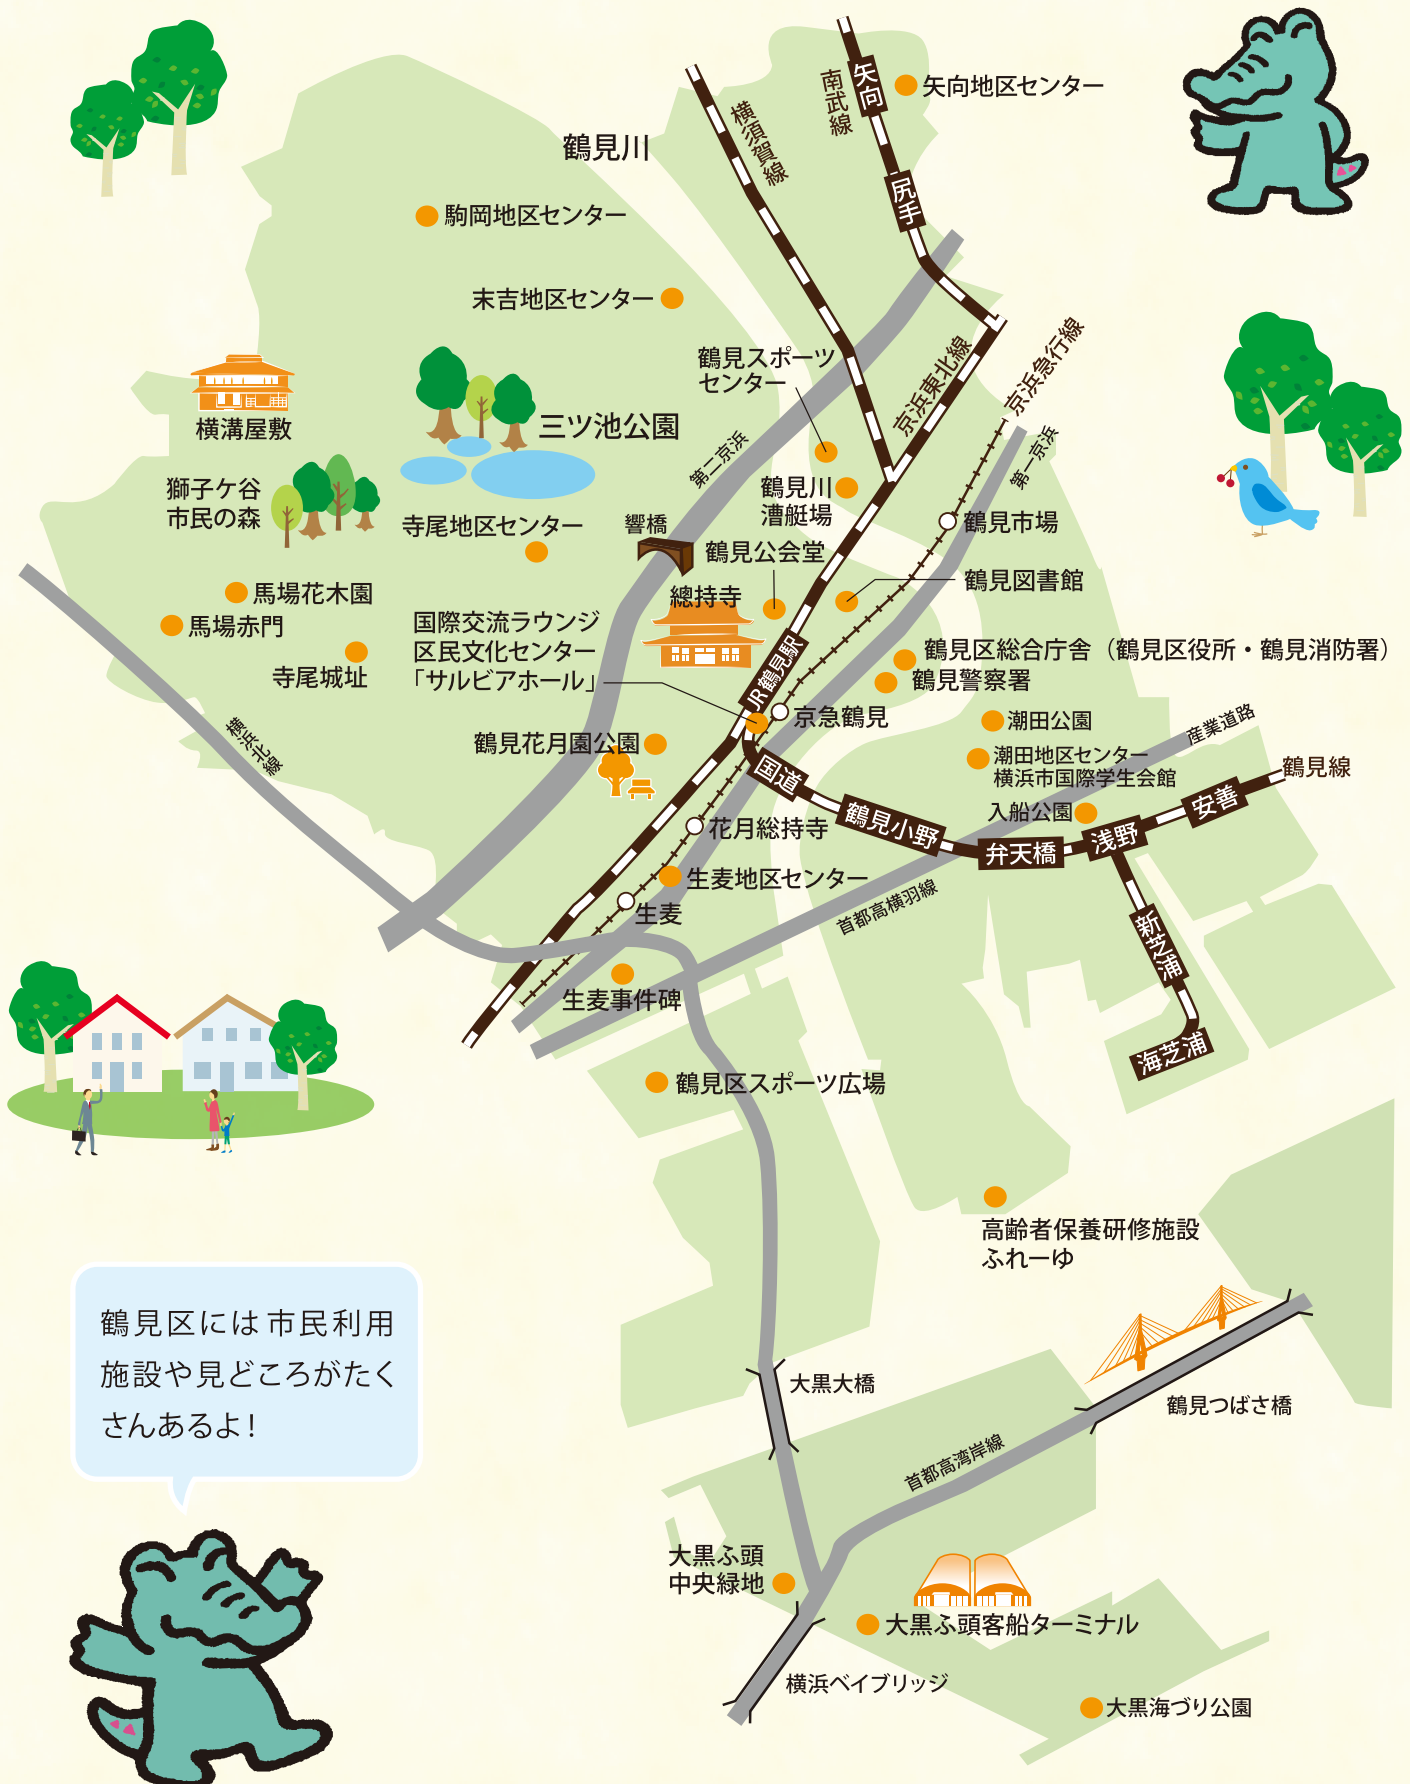 矢向
南武線
矢向地区センター
横須賀線
鶴見川
尻手
駒岡地区センター
末吉地区センター
鶴見スポーツ
センター
京浜東北線
京浜急行線
横溝屋敷
三ツ池公園
第二京浜
第一京浜
獅子ケ谷
市民の森
鶴見川
漕艇場
寺尾地区センター
響橋
鶴見市場
鶴見公会堂
鶴見図書館
馬場花木園
總持寺
馬場赤門
国際交流ラウンジ
区民文化センター
「サルビアホール」
鶴見区総合庁舎（鶴見区役所・鶴見消防署）
寺尾城址
JR鶴見駅
鶴見警察署
京急鶴見
潮田公園
産業道路
横浜北線
鶴見花月園公園
潮田地区センター
横浜市国際学生会館
国道
鶴見線
鶴見小野
入船公園
安善
花月総持寺
浅野
弁天橋
生麦地区センター
首都高横羽線
生麦
新芝浦
生麦事件碑
海芝浦
鶴見区スポーツ広場
高齢者保養研修施設
ふれーゆ
鶴見区には市民利用
施設や見どころがたく
さんあるよ！
大黒大橋
鶴見つばさ橋
首都高湾岸線
大黒ふ頭
中央緑地
大黒ふ頭客船ターミナル
横浜ベイブリッジ
大黒海づり公園